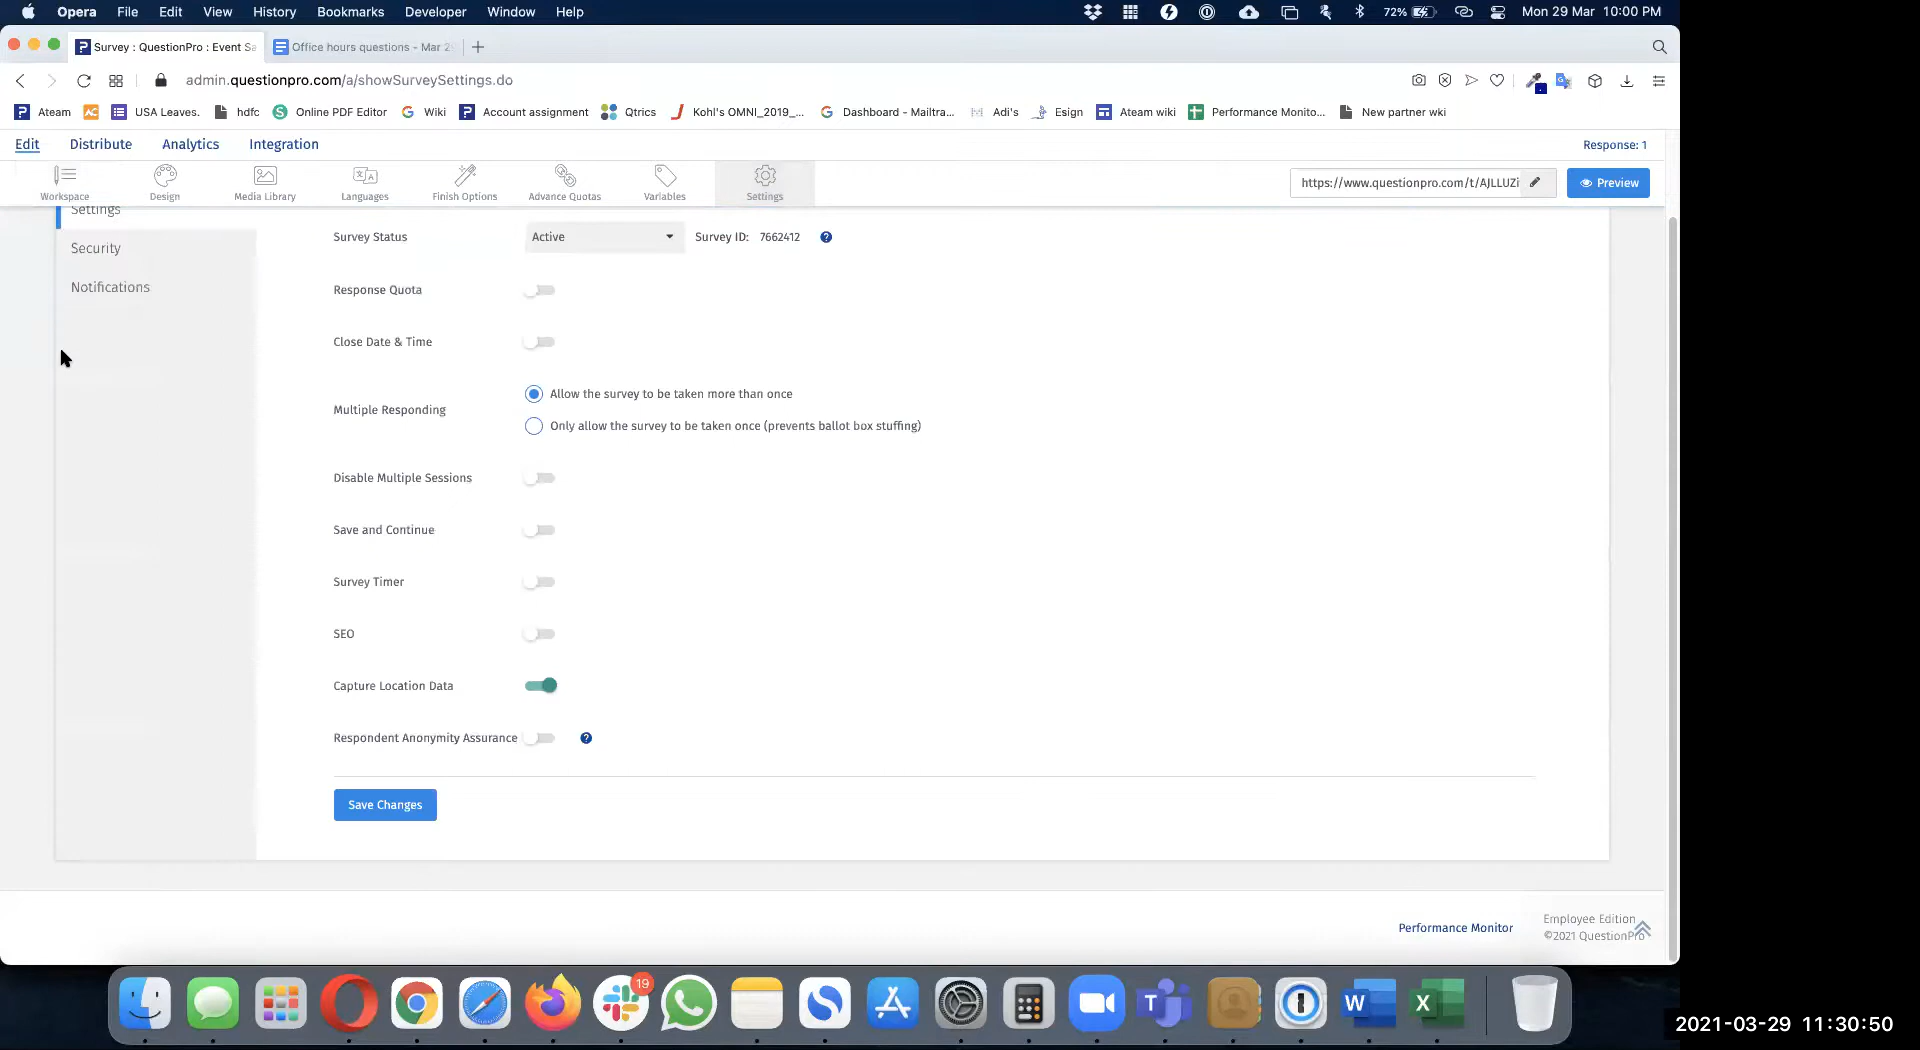 Opera File Edit View History Bookmarks Developer Window Help 72% Mon 29 Mar 10:00 PM
Survey : QuestionPro : Event Sa Office hours questions - Mar 2
admin.questionpro.com/a/showSurveySettings.do
Ateam USA Leaves. hdfc Online PDF Editor Wiki Account assignment Qtrics Kohl's OMNI_2019_... Dashboard - Mailtra... Adi's Esign Ateam wiki Performance Monito... New partner wki
Edit Distribute Analytics Integration Response: 1
Workspace Design Media Library Languages Finish Options Advance Quotas Variables Settings
https://www.questionpro.com/t/AJLLUZi Preview
Settings
Security
Notifications
Survey Status Active Survey ID: 7662412
Response Quota
Close Date & Time
Multiple Responding
Allow the survey to be taken more than once
Only allow the survey to be taken once (prevents ballot box stuffing)
Disable Multiple Sessions
Save and Continue
Survey Timer
SEO
Capture Location Data
Respondent Anonymity Assurance
Save Changes
Performance Monitor
Employee Edition
©2021 QuestionPro
19
2021-03-29 11:30:50